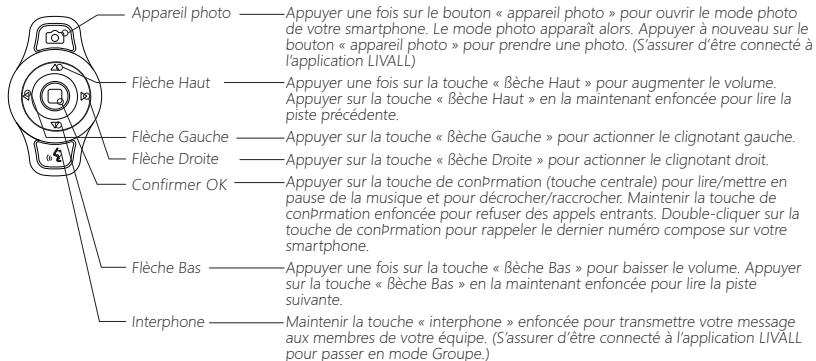 Appareil photo Appuyer une fois sur le bouton « appareil photo » pour ouvrir le mode photo
de votre smartphone. Le mode photo apparaît alors. Appuyer à nouveau sur le
bouton « appareil photo » pour prendre une photo. (S'assurer d'être connecté à
l'application LIVALL)
Flèche Haut Appuyer une fois sur la touche « ßèche Haut » pour augmenter le volume.
Appuyer sur la touche « ßèche Haut » en la maintenant enfoncée pour lire la
piste précédente.
Flèche Gauche Appuyer sur la touche « ßèche Gauche » pour actionner le clignotant gauche.
Flèche Droite Appuyer sur la touche « ßèche Droite » pour actionner le clignotant droit.
Confirmer OK Appuyer sur la touche de conÞrmation (touche centrale) pour lire/mettre en
pause de la musique et pour décrocher/raccrocher. Maintenir la touche de
conÞrmation enfoncée pour refuser des appels entrants. Double-cliquer sur la
touche de conÞrmation pour rappeler le dernier numéro compose sur votre
smartphone.
Flèche Bas Appuyer une fois sur la touche « ßèche Bas » pour baisser le volume. Appuyer
sur la touche « ßèche Bas » en la maintenant enfoncée pour lire la piste
suivante.
Interphone Maintenir la touche « interphone » enfoncée pour transmettre votre message
aux membres de votre équipe. (S'assurer d'être connecté à l'application LIVALL
pour passer en mode Groupe.)